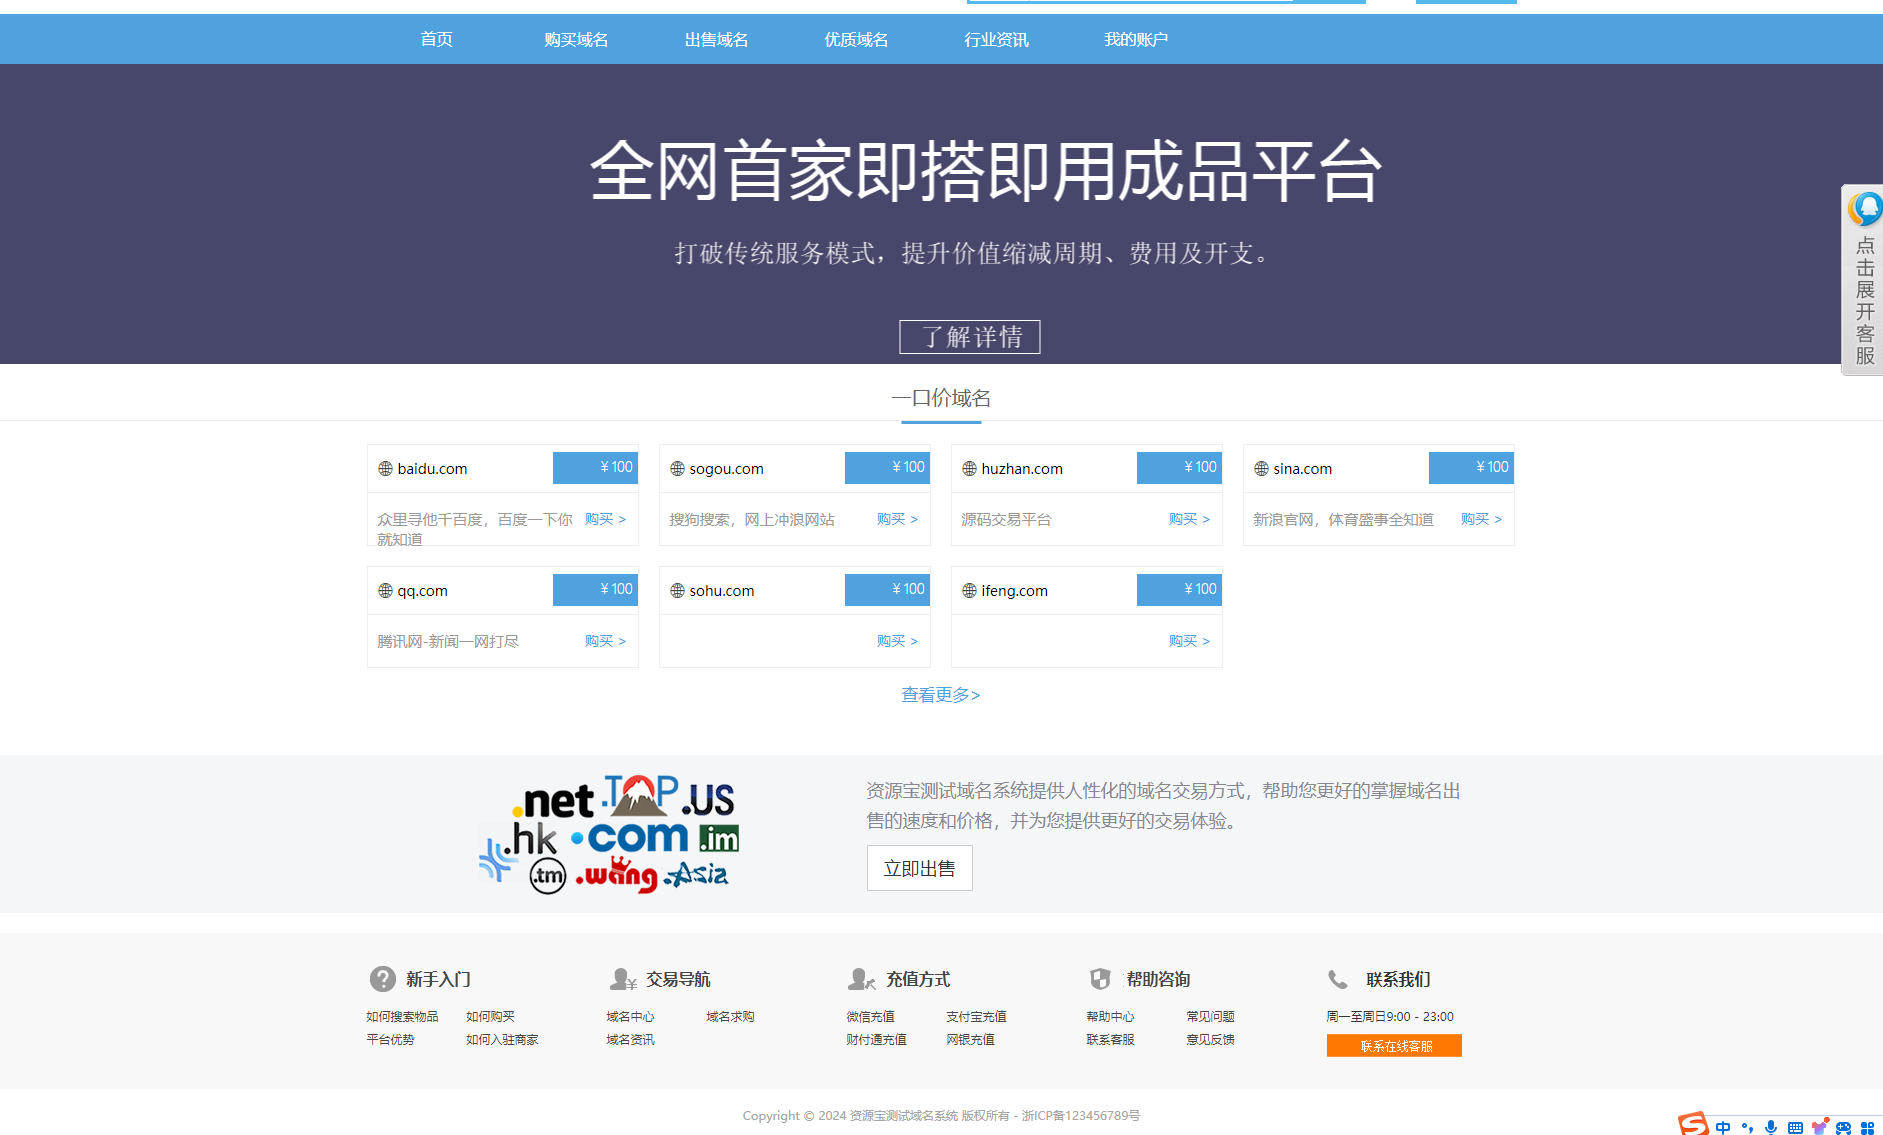 首页 购买域名 出售域名 优质域名 行业资讯 我的账户
全网首家即搭即用成品平台
打破传统服务模式，提升价值缩减周期、费用及开支。
了解详情
点击展开客服
一口价域名
baidu.com ¥100
众里寻他千百度，百度一下你就知道 购买 >
sogou.com ¥100
搜狗搜索，网上冲浪网站 购买 >
huzhan.com ¥100
源码交易平台 购买 >
sina.com ¥100
新浪官网，体育盛事全知道 购买 >
qq.com ¥100
腾讯网-新闻一网打尽 购买 >
sohu.com ¥100
购买 >
ifeng.com ¥100
购买 >
查看更多>
.net .TOP .us
.hk .com .im
.tm .wang .Asia
资源宝测试域名系统提供人性化的域名交易方式，帮助您更好的掌握域名出
售的速度和价格，并为您提供更好的交易体验。
立即出售
新手入门
如何搜索物品 如何购买
平台优势 如何入驻商家
交易导航
域名中心 域名求购
域名资讯
充值方式
微信充值 支付宝充值
财付通充值 网银充值
帮助咨询
帮助中心 常见问题
联系客服 意见反馈
联系我们
周一至周日9:00 - 23:00
联系在线客服
Copyright © 2024 资源宝测试域名系统 版权所有 - 浙ICP备123456789号
中